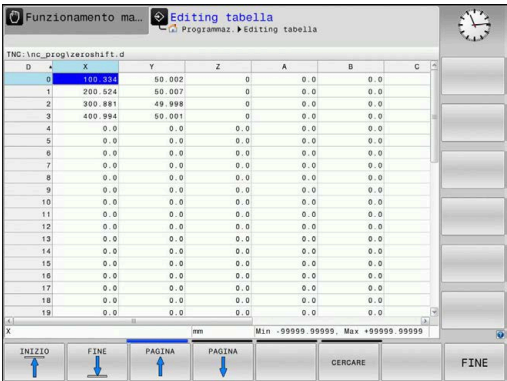 Funzionamento ma... Editing tabella
Programmaz. Editing tabella
TNC:\nc_prog\zeroshift.d
D X Y Z A B C
0 100.334 50.002 0 0.0 0.0
1 200.524 50.007 0 0.0 0.0
2 300.881 49.998 0 0.0 0.0
3 400.994 50.001 0 0.0 0.0
4 0.0 0.0 0.0 0.0 0.0
5 0.0 0.0 0.0 0.0 0.0
6 0.0 0.0 0.0 0.0 0.0
7 0.0 0.0 0.0 0.0 0.0
8 0.0 0.0 0.0 0.0 0.0
9 0.0 0.0 0.0 0.0 0.0
10 0.0 0.0 0.0 0.0 0.0
11 0.0 0.0 0.0 0.0 0.0
12 0.0 0.0 0.0 0.0 0.0
13 0.0 0.0 0.0 0.0 0.0
14 0.0 0.0 0.0 0.0 0.0
15 0.0 0.0 0.0 0.0 0.0
16 0.0 0.0 0.0 0.0 0.0
17 0.0 0.0 0.0 0.0 0.0
18 0.0 0.0 0.0 0.0 0.0
19 0.0 0.0 0.0 0.0 0.0
X mm Min -99999.99999, Max +99999.99999
INIZIO FINE PAGINA PAGINA CERCARE FINE